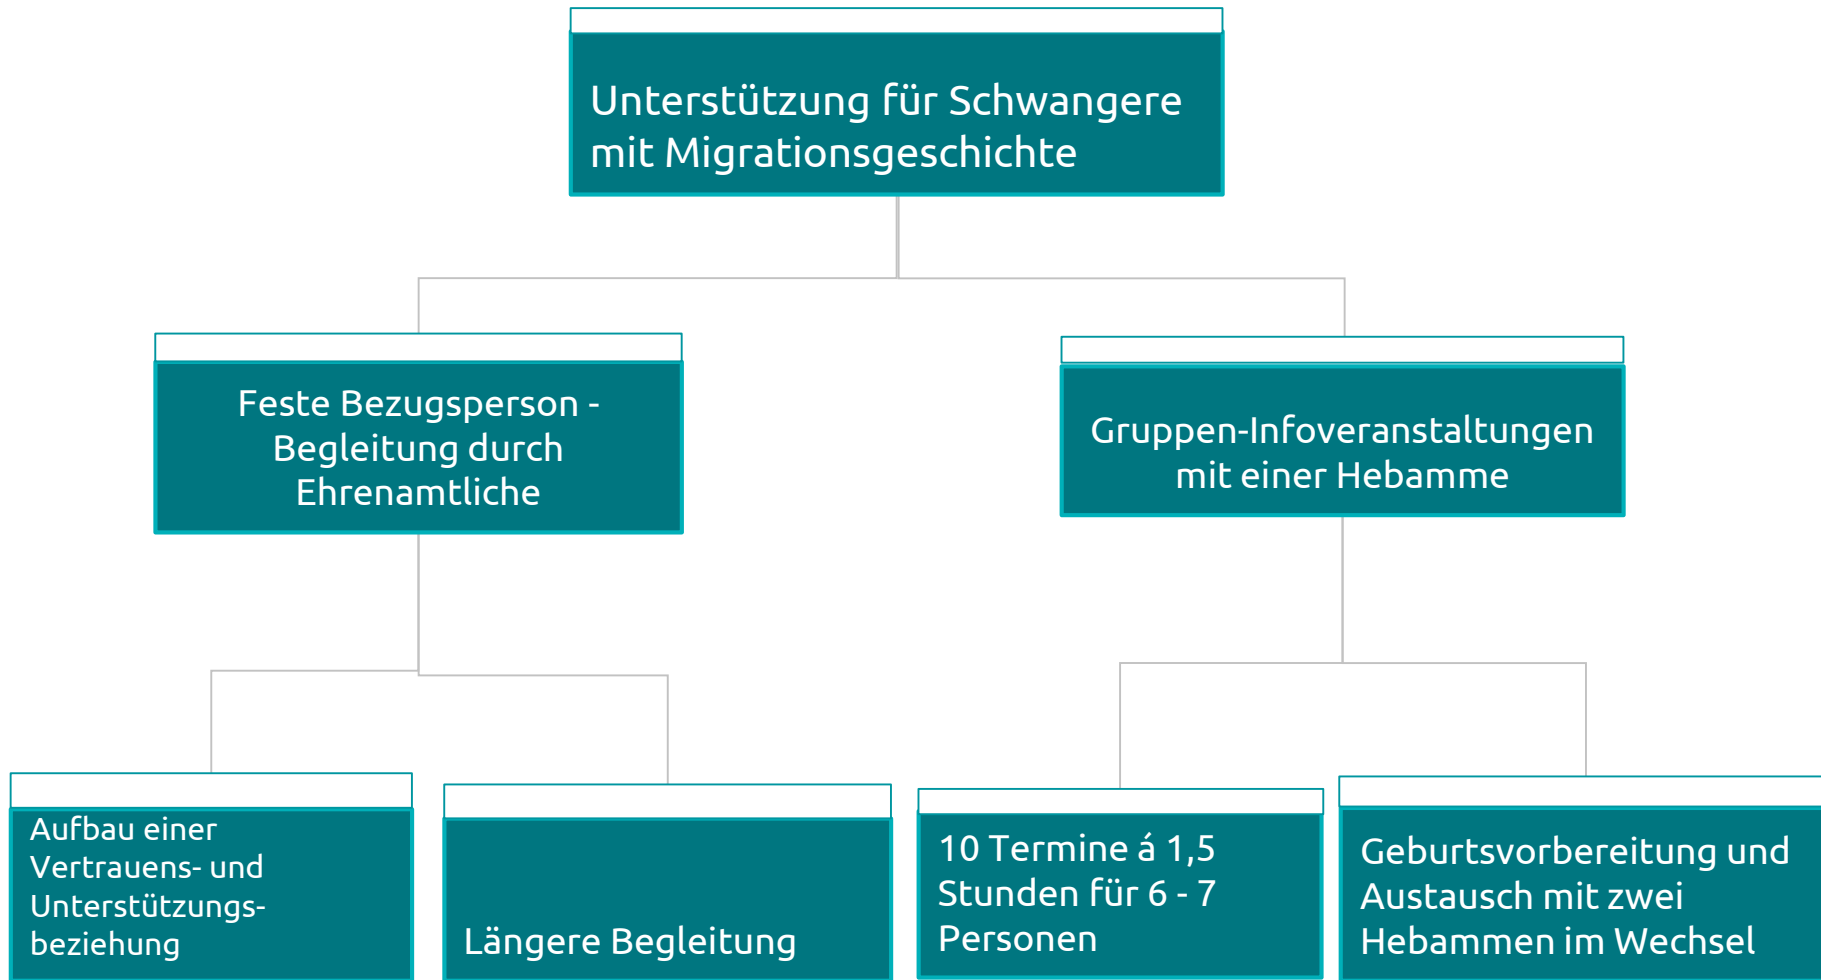 Unterstützung für Schwangere
mit Migrationsgeschichte
Feste Bezugsperson -
Begleitung durch
Ehrenamtliche
Gruppen-Infoveranstaltungen
mit einer Hebamme
Aufbau einer
Vertrauens- und
Unterstützungs-
beziehung
Längere Begleitung
10 Termine á 1,5
Stunden für 6 - 7
Personen
Geburtsvorbereitung und
Austausch mit zwei
Hebammen im Wechsel